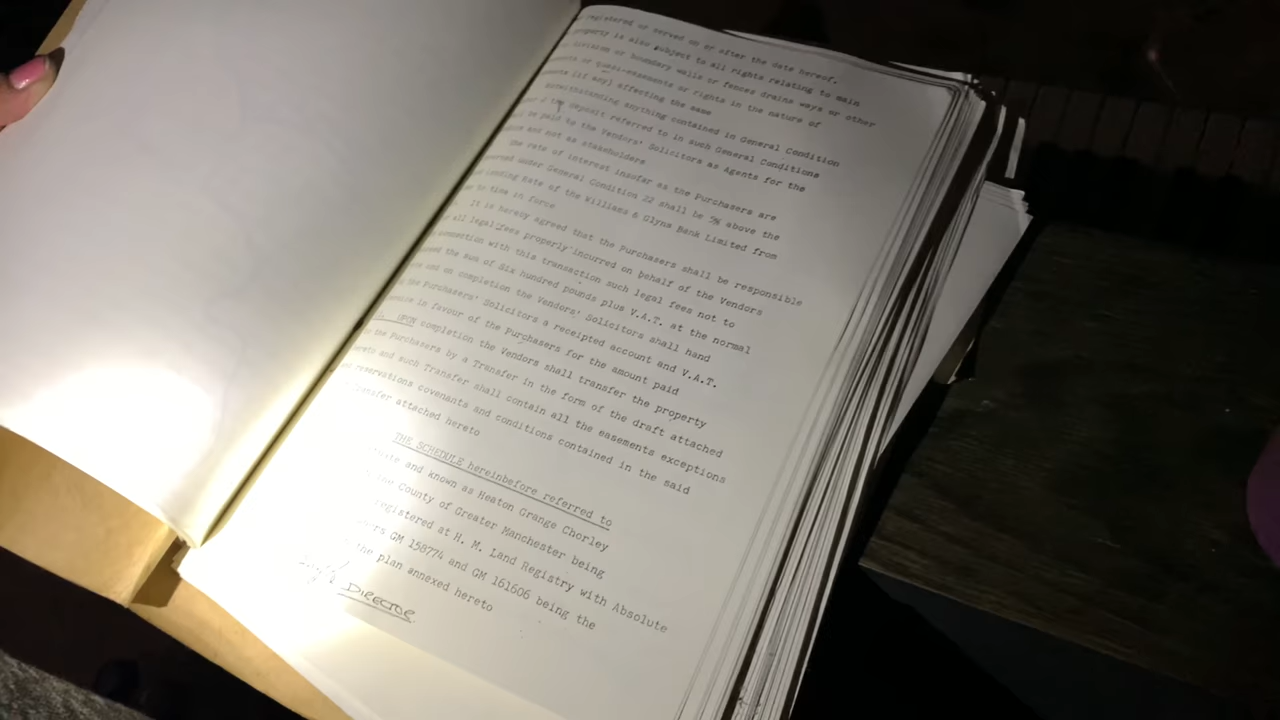 registered or served on or after the date hereof.
property is also subject to all rights relating to main
division or boundary walls or fences drains ways or other
or quasi-easements or rights in the nature of
(if any) affecting the same
notwithstanding anything contained in General Condition
deposit referred to in such General Conditions
be paid to the Vendors' Solicitors as Agents for the
and not as stakeholders
the rate of interest insofar as the Purchasers are
under General Condition 22 shall be above the
lending rate of the Williams & Glyns Bank Limited from
to time in force
It is hereby agreed that the Purchasers shall be responsible
all legal fees properly incurred on behalf of the Vendors
connection with this transaction such legal fees not to
the sum of Six hundred pounds plus V.A.T. at the normal
and on completion the Vendors' Solicitors shall hand
the Purchasers' Solicitors a receipted account and V.A.T.
in favour of the Purchasers for the amount paid
UPON completion the Vendors shall transfer the property
to the Purchasers by a Transfer in the form of the draft attached
hereto and such Transfer shall contain all the easements exceptions
reservations covenants and conditions contained in the said
attached hereto
THE SCHEDULE hereinbefore referred to
and known as Heaton Grange Chorley
the County of Greater Manchester being
registered at H. M. Land Registry with Absolute
GM 158774 and GM 161606 being the
the plan annexed hereto
DIRECTOR